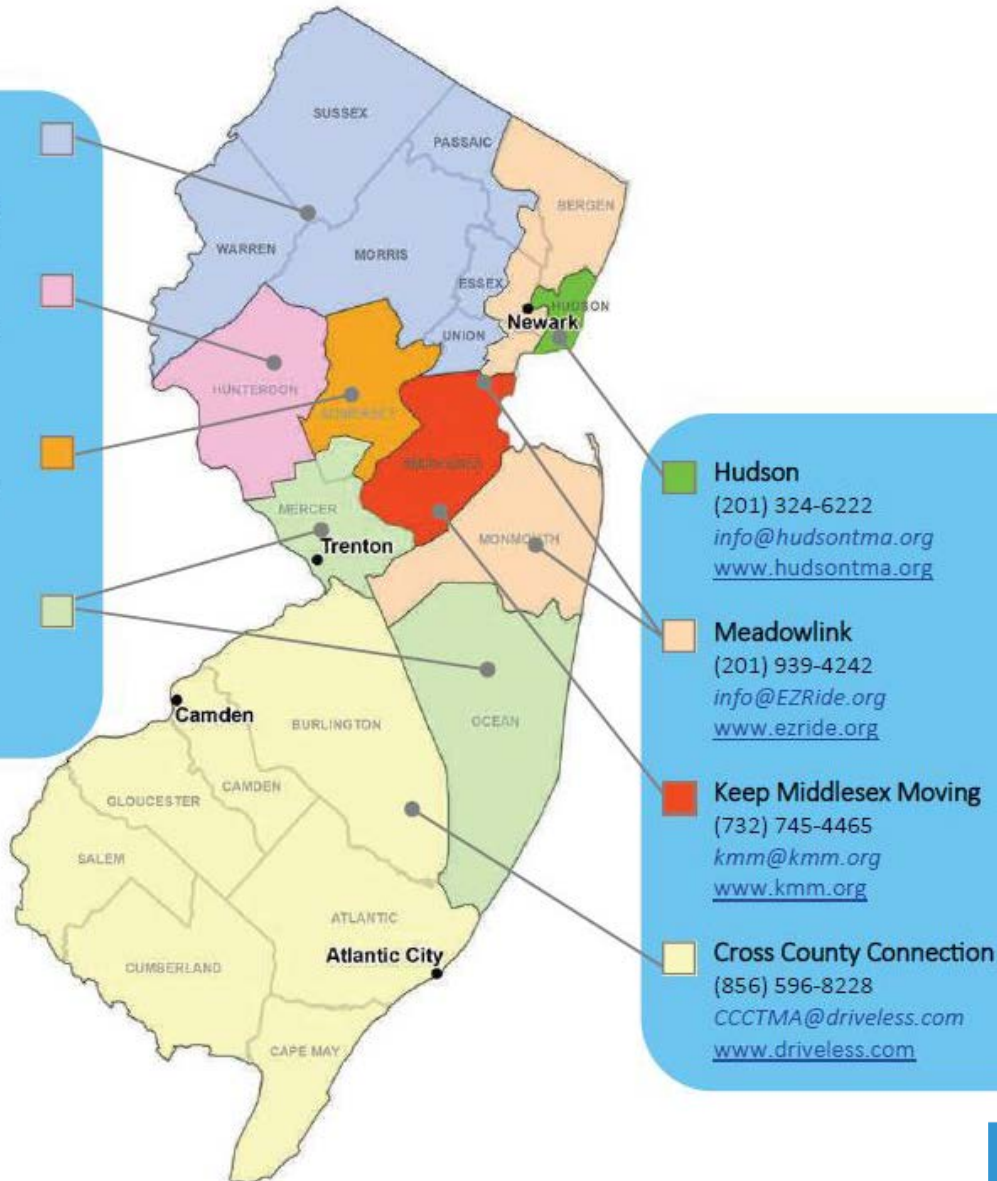 SUSSEX
PASSAIC
BERGEN
WARREN
MORRIS
ESSEX
HUDSON
Newark
UNION
HUNTERDON
SOMERSET
MIDDLESEX
MERCER
Trenton
MONMOUTH
OCEAN
Camden
BURLINGTON
CAMDEN
GLOUCESTER
SALEM
ATLANTIC
Atlantic City
CUMBERLAND
CAPE MAY
Hudson
(201) 324-6222
info@hudsontma.org
www.hudsontma.org
Meadowlink
(201) 939-4242
info@EZRide.org
www.ezride.org
Keep Middlesex Moving
(732) 745-4465
kmm@kmm.org
www.kmm.org
Cross County Connection
(856) 596-8228
CCCTMA@driveless.com
www.driveless.com